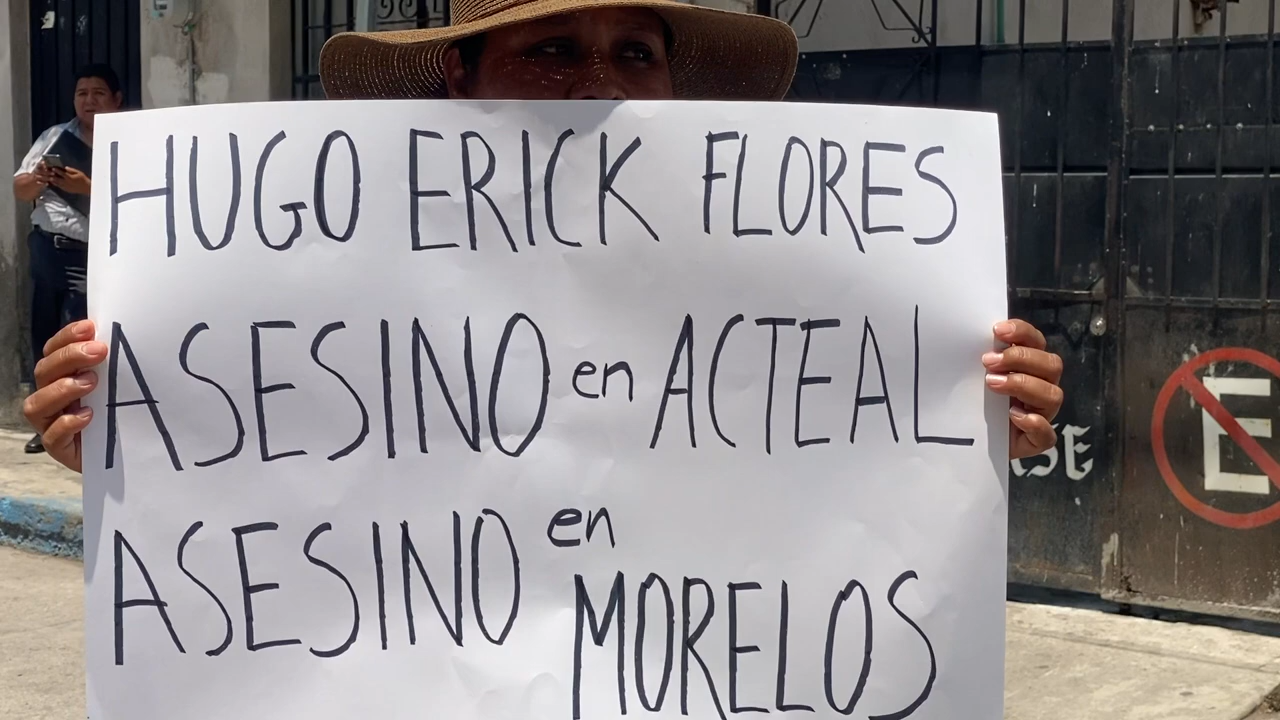 HUGO ERICK FLORES
ASESINO en ACTEAL
ASESINO en
MORELOS
E